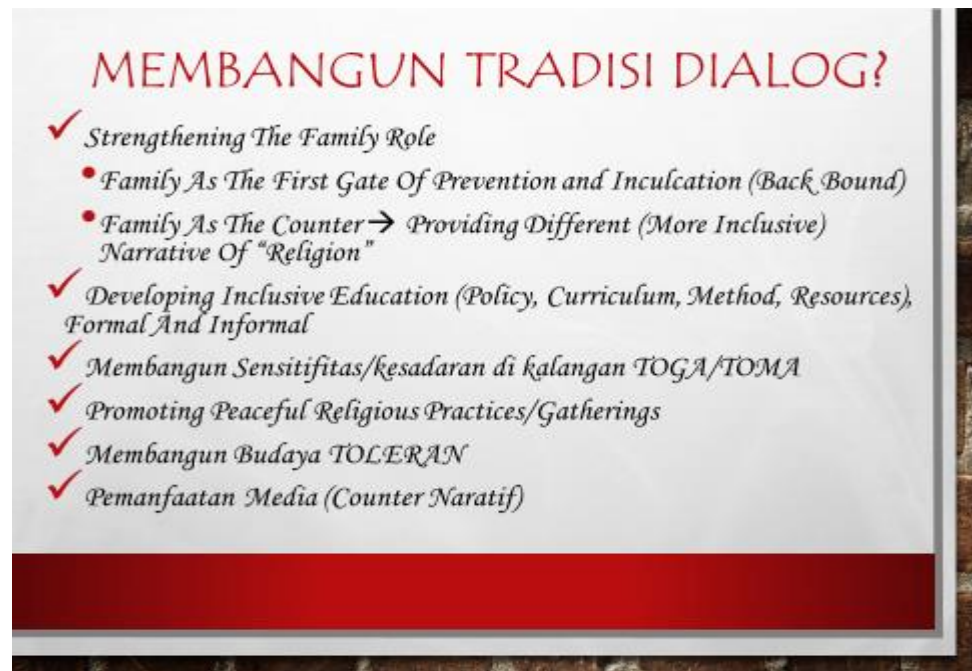 MEMBANGUN TRADISI DIALOG?
✓ Strengthening The Family Role
• Family As The First Gate Of Prevention and Inculcation (Back Bound)
• Family As The Counter → Providing Different (More Inclusive)
Narrative Of “Religion”
✓ Developing Inclusive Education (Policy, Curriculum, Method, Resources),
Formal And Informal
✓ Membangun Sensitifitas/kesadaran di kalangan TOGA/TOMA
✓ Promoting Peaceful Religious Practices/Gatherings
✓ Membangun Budaya TOLERAN
✓ Pemanfaatan Media (Counter Naratif)